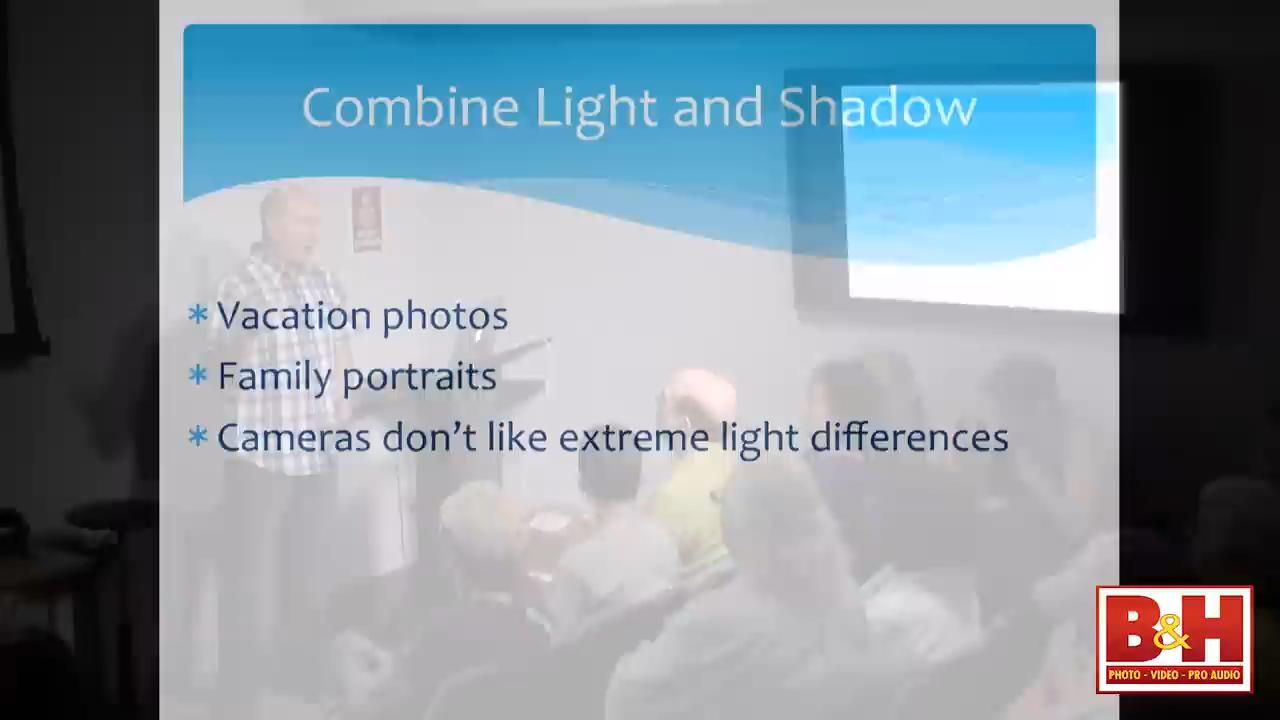 Combine Light and Shadow
* Vacation photos
* Family portraits
* Cameras don't like extreme light differences
B&H
PHOTO - VIDEO - PRO AUDIO